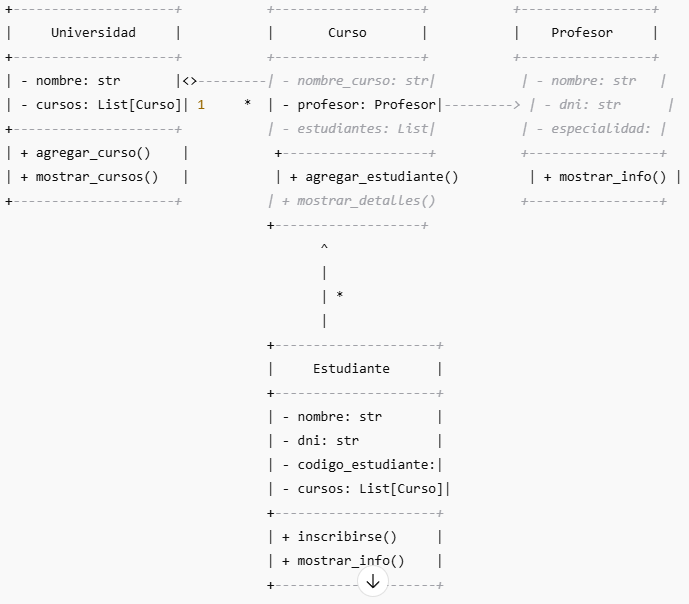 +---------------------+           +-------------------+           +-----------------+
|     Universidad     |           |       Curso       |           |    Profesor     |
+---------------------+           +-------------------+           +-----------------+
| - nombre: str       |<>---------| - nombre_curso: str|           | - nombre: str   |
| - cursos: List[Curso]| 1     *  | - profesor: Profesor|---------> | - dni: str      |
+---------------------+           | - estudiantes: List|           | - especialidad: |
| + agregar_curso()    |           +-------------------+           +-----------------+
| + mostrar_cursos()   |           | + agregar_estudiante()         | + mostrar_info() |
+---------------------+           | + mostrar_detalles()           +-----------------+
+-------------------+
^
|
| *
|
+---------------------+
|     Estudiante      |
+---------------------+
| - nombre: str       |
| - dni: str          |
| - codigo_estudiante:|
| - cursos: List[Curso]|
+---------------------+
| + inscribirse()     |
| + mostrar_info()    |
+---------------------+